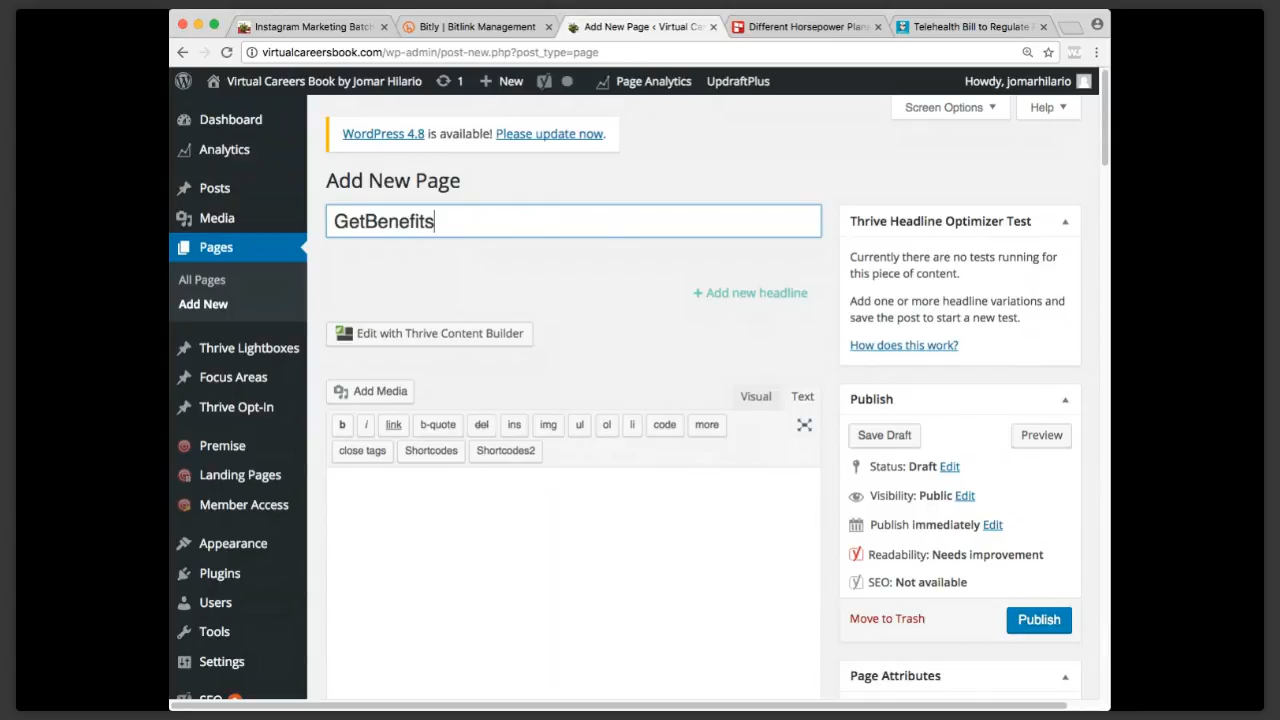 Instagram Marketing Batch
Bitly | Bitlink Management
Add New Page ‹ Virtual Ca
Different Horsepower Plans
Telehealth Bill to Regulate
virtualcareersbook.com/wp-admin/post-new.php?post_type=page
Virtual Careers Book by Jomar Hilario
1
New
Page Analytics
UpdraftPlus
Howdy, jomarhilario
Screen Options
Help
Dashboard
Analytics
Posts
Media
Pages
All Pages
Add New
Thrive Lightboxes
Focus Areas
Thrive Opt-In
Premise
Landing Pages
Member Access
Appearance
Plugins
Users
Tools
Settings
SEO
WordPress 4.8 is available! Please update now.
Add New Page
GetBenefits
+ Add new headline
Edit with Thrive Content Builder
Add Media
Visual
Text
b
i
link
b-quote
del
ins
img
ul
ol
li
code
more
close tags
Shortcodes
Shortcodes2
Thrive Headline Optimizer Test
Currently there are no tests running for
this piece of content.
Add one or more headline variations and
save the post to start a new test.
How does this work?
Publish
Save Draft
Preview
Status: Draft Edit
Visibility: Public Edit
Publish immediately Edit
Readability: Needs improvement
SEO: Not available
Move to Trash
Publish
Page Attributes